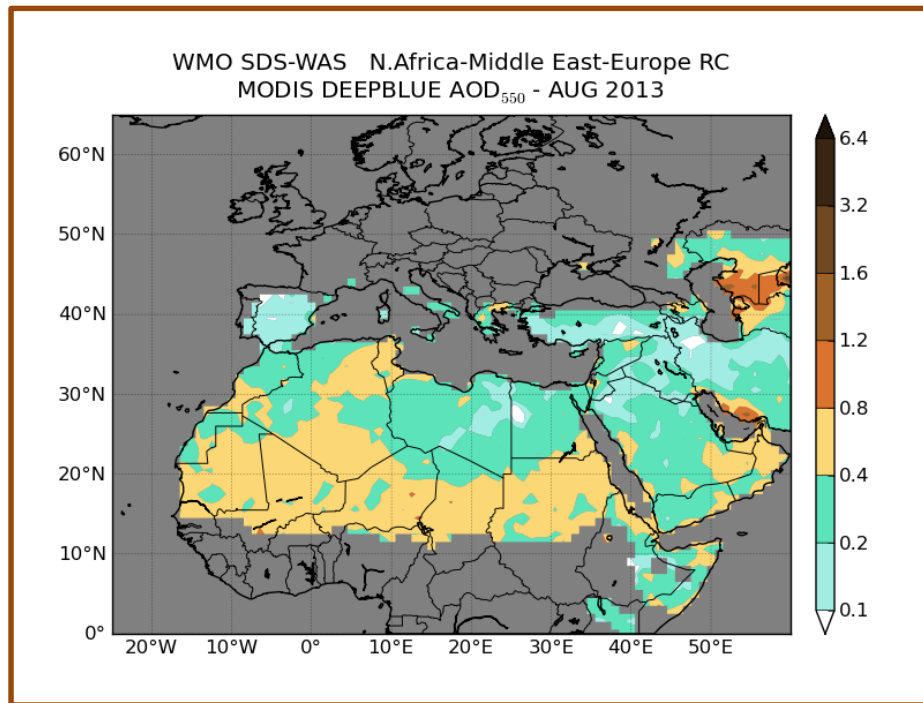 WMO SDS-WAS N.Africa-Middle East-Europe RC
MODIS DEEPBLUE AOD550 - AUG 2013
60°N
50°N
40°N
30°N
20°N
10°N
0°
20°W
10°W
0°
10°E
20°E
30°E
40°E
50°E
6.4
3.2
1.6
1.2
0.8
0.4
0.2
0.1